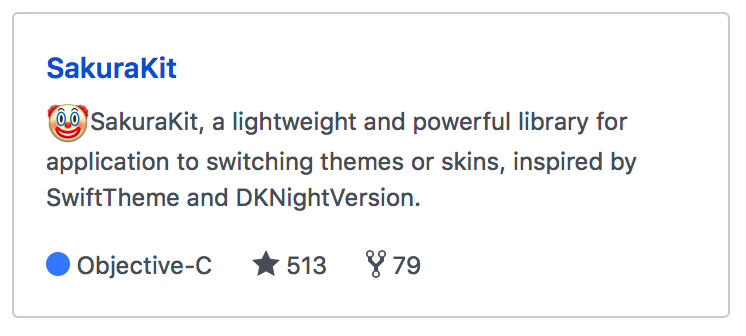 SakuraKit
🤡SakuraKit, a lightweight and powerful library for
application to switching themes or skins, inspired by
SwiftTheme and DKNightVersion.
Objective-C 513 79